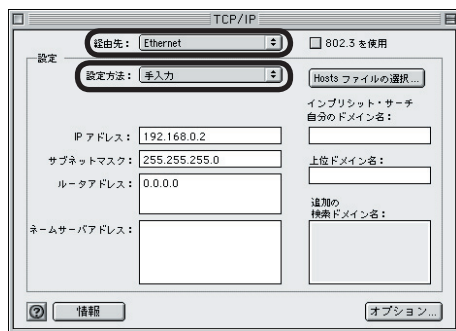 TCP/IP
経由先： Ethernet
802.3 を使用
設定
設定方法： 手入力
Hosts ファイルの選択...
インプリシット・サーチ
自分のドメイン名：
IP アドレス： 192.168.0.2
サブネットマスク： 255.255.255.0
上位ドメイン名：
ルータアドレス： 0.0.0.0
追加の
検索ドメイン名：
ネームサーバアドレス：
?
情報
オプション...